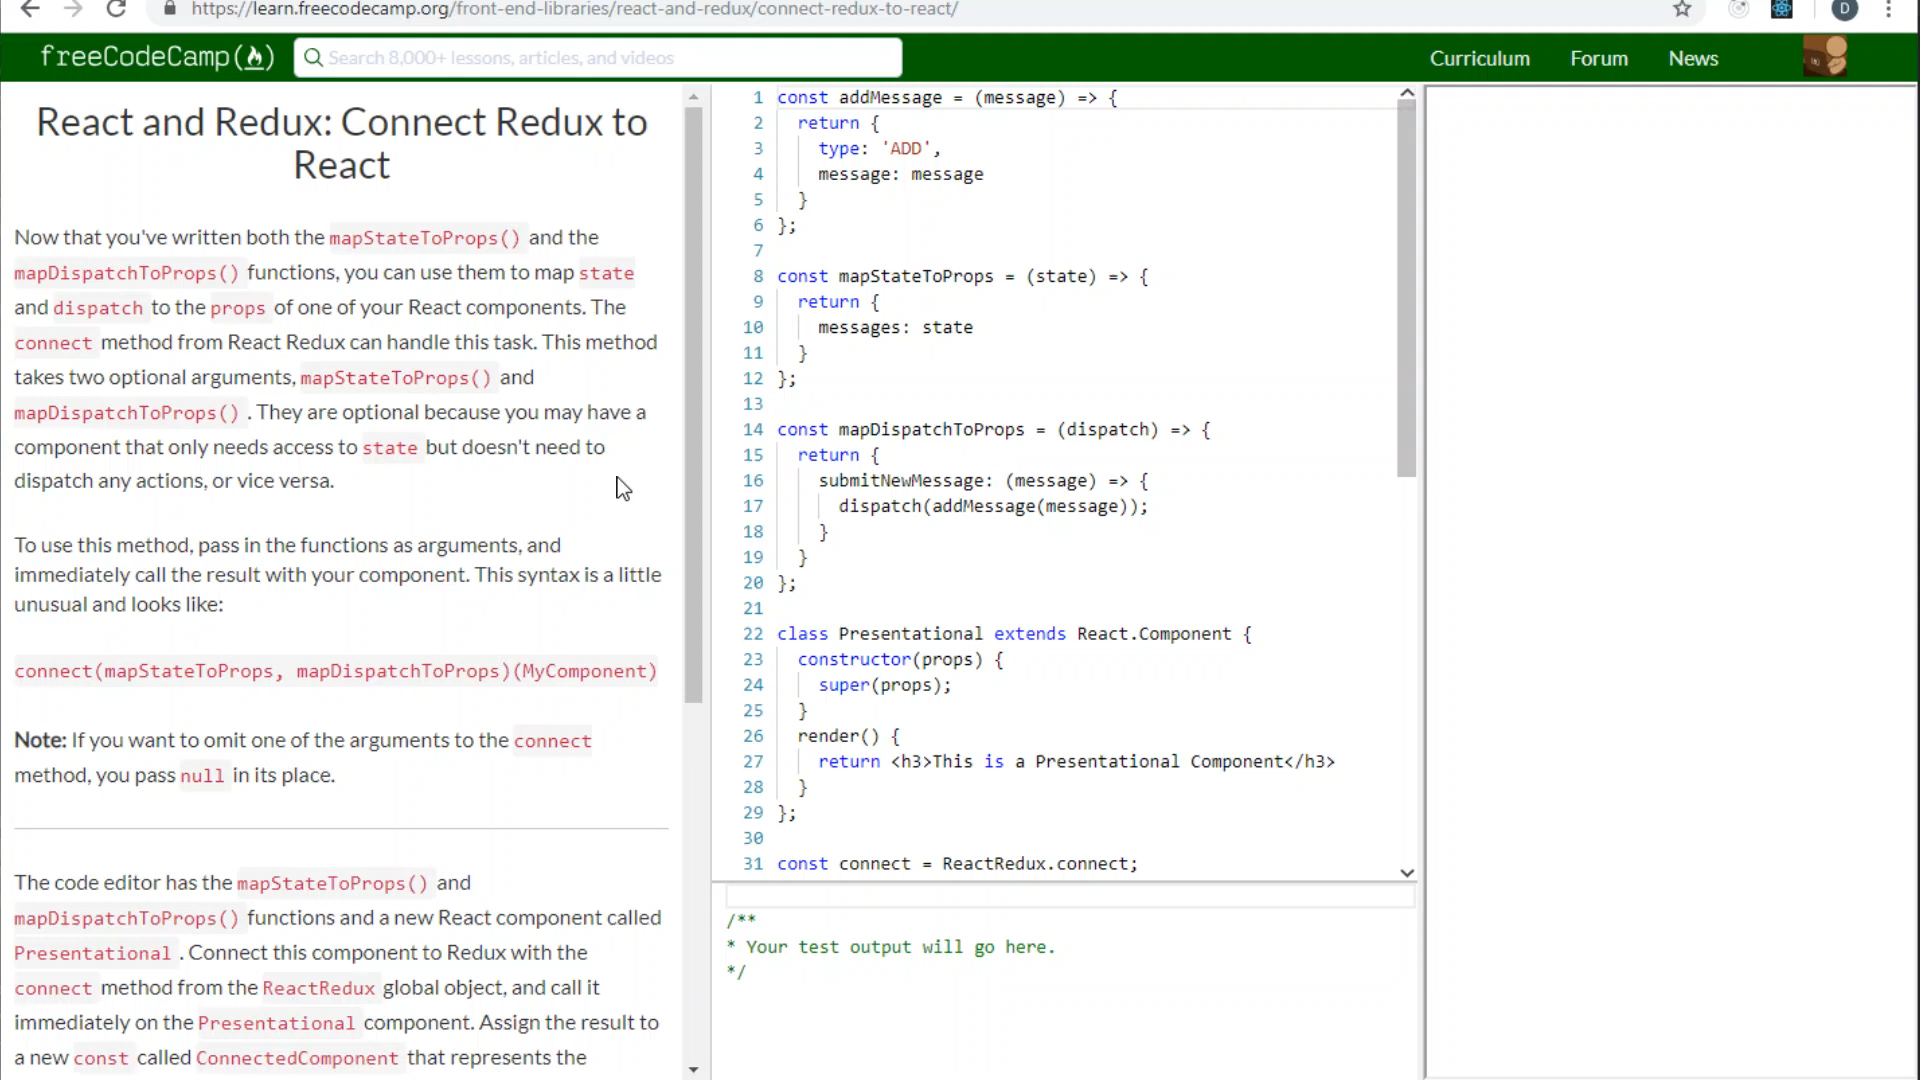 https://learn.freecodecamp.org/front-end-libraries/react-and-redux/connect-redux-to-react/
D
freeCodeCamp
Search 8,000+ lessons, articles, and videos
Curriculum
Forum
News
React and Redux: Connect Redux to
React
Now that you've written both the mapStateToProps() and the
mapDispatchToProps() functions, you can use them to map state
and dispatch to the props of one of your React components. The
connect method from React Redux can handle this task. This method
takes two optional arguments, mapStateToProps() and
mapDispatchToProps() . They are optional because you may have a
component that only needs access to state but doesn't need to
dispatch any actions, or vice versa.
To use this method, pass in the functions as arguments, and
immediately call the result with your component. This syntax is a little
unusual and looks like:
connect(mapStateToProps, mapDispatchToProps)(MyComponent)
Note: If you want to omit one of the arguments to the connect
method, you pass null in its place.
The code editor has the mapStateToProps() and
mapDispatchToProps() functions and a new React component called
Presentational . Connect this component to Redux with the
connect method from the ReactRedux global object, and call it
immediately on the Presentational component. Assign the result to
a new const called ConnectedComponent that represents the
1 const addMessage = (message) => {
2 return {
3 type: 'ADD',
4 message: message
5 }
6 };
7
8 const mapStateToProps = (state) => {
9 return {
10 messages: state
11 }
12 };
13
14 const mapDispatchToProps = (dispatch) => {
15 return {
16 submitNewMessage: (message) => {
17 dispatch(addMessage(message));
18 }
19 }
20 };
21
22 class Presentational extends React.Component {
23 constructor(props) {
24 super(props);
25 }
26 render() {
27 return <h3>This is a Presentational Component</h3>
28 }
29 };
30
31 const connect = ReactRedux.connect;
/**
* Your test output will go here.
*/